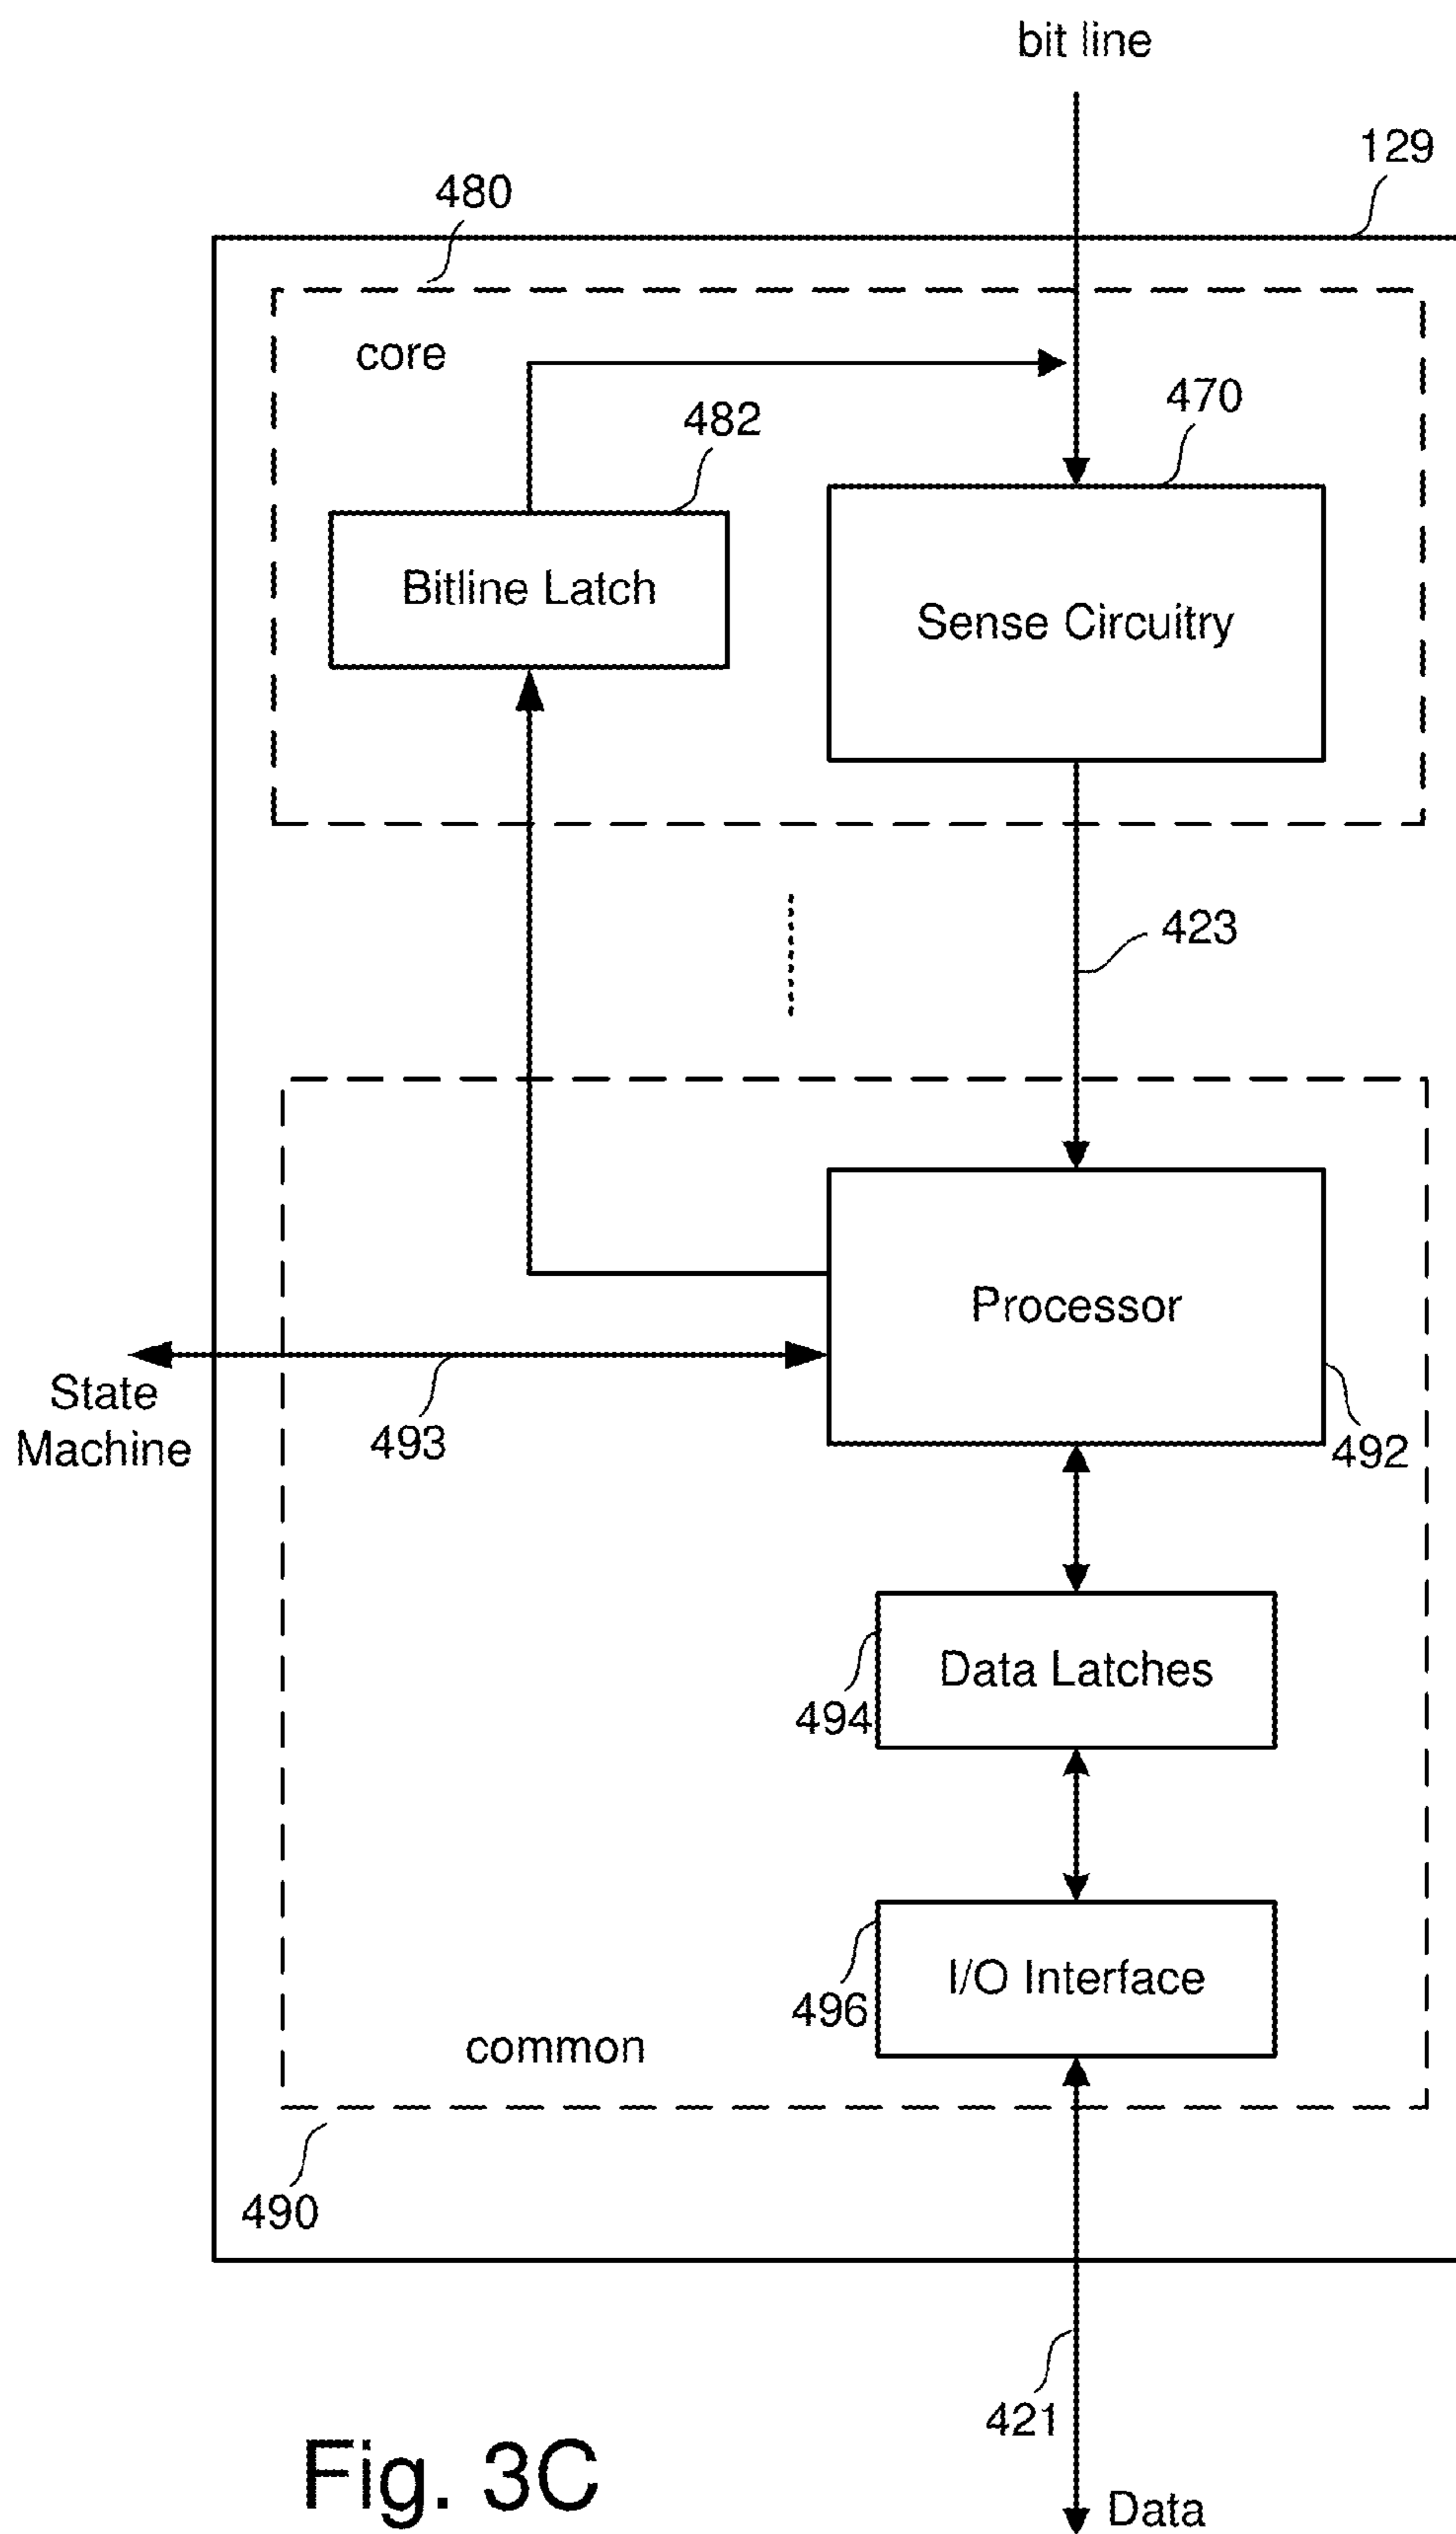 bit line
129
480
core
470
482
Bitline Latch
Sense Circuitry
423
Processor
State
Machine
493
492
Data Latches
494
I/O Interface
496
common
490
421
Fig. 3C
Data